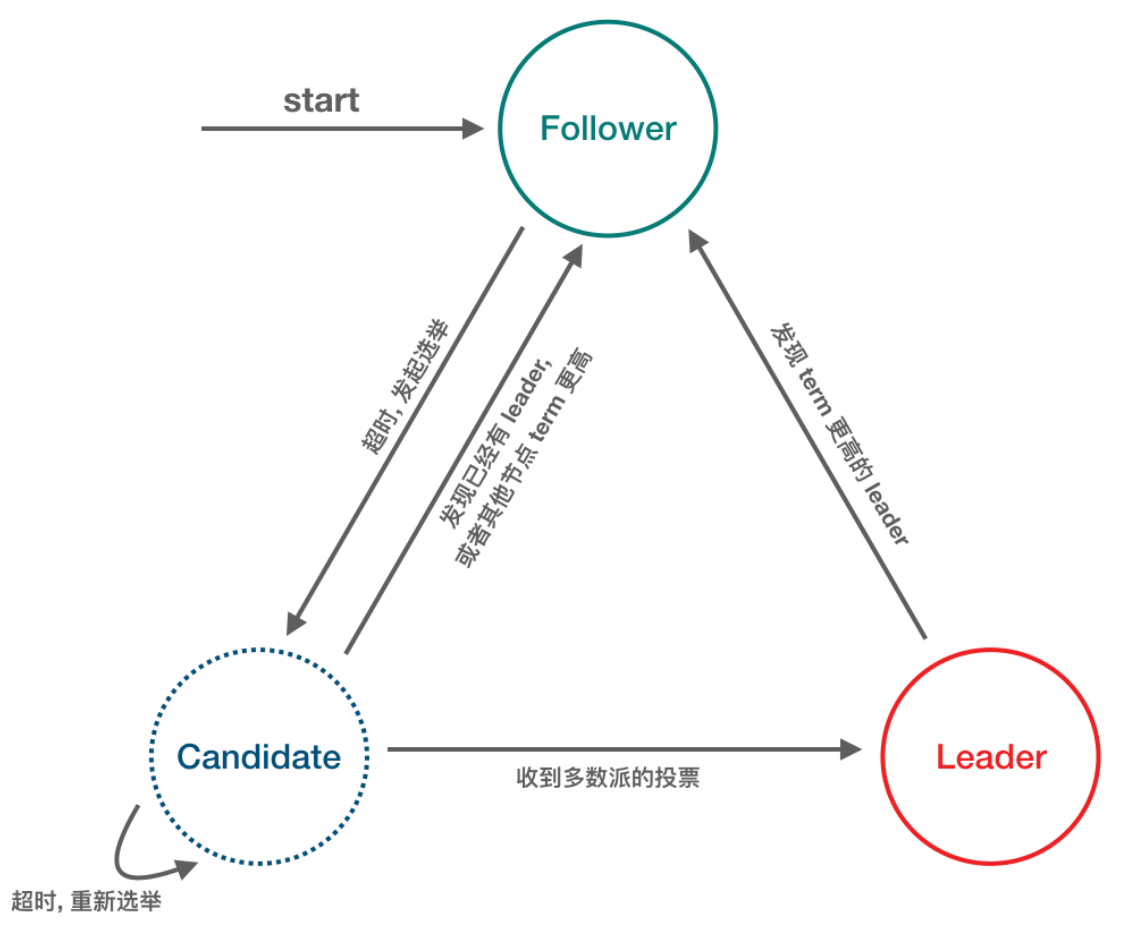 start
Follower
超时, 发起选举
发现已经有 leader,
或者其他节点 term 更高
发现 term 更高的 leader
Candidate
收到多数派的投票
Leader
超时, 重新选举